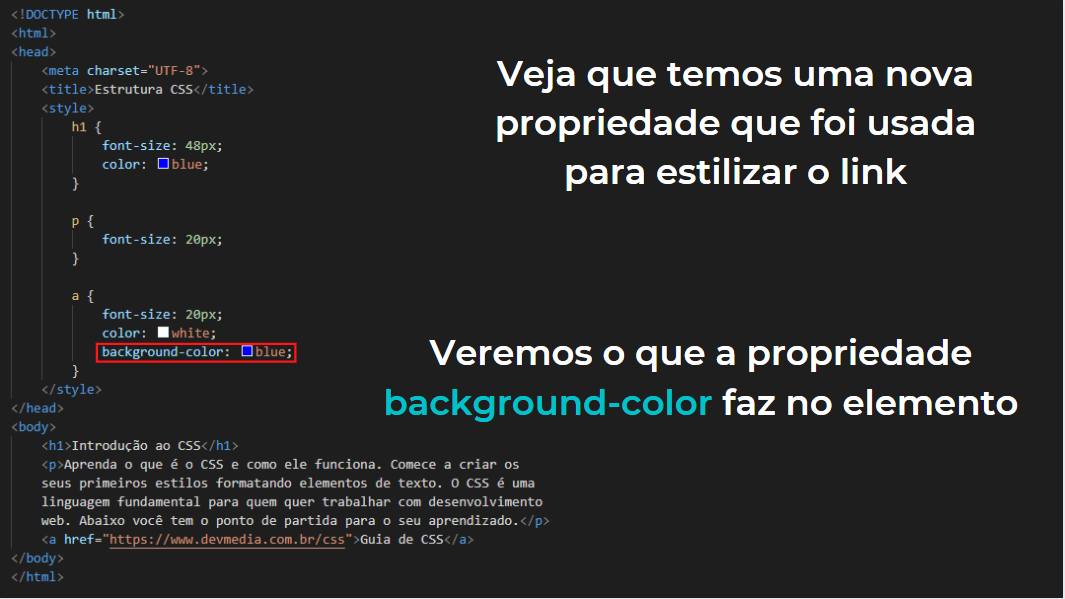 <!DOCTYPE html>
<html>
<head>
<meta charset="UTF-8">
<title>Estrutura CSS</title>
<style>
h1 {
font-size: 48px;
color: blue;
}
p {
font-size: 20px;
}
a {
font-size: 20px;
color: white;
background-color: blue;
}
</style>
</head>
<body>
<h1>Introdução ao CSS</h1>
<p>Aprenda o que é o CSS e como ele funciona. Comece a criar os
seus primeiros estilos formatando elementos de texto. O CSS é uma
linguagem fundamental para quem quer trabalhar com desenvolvimento
web. Abaixo você tem o ponto de partida para o seu aprendizado.</p>
<a href="https://www.devmedia.com.br/css">Guia de CSS</a>
</body>
</html>
Veja que temos uma nova
propriedade que foi usada
para estilizar o link
Veremos o que a propriedade
background-color faz no elemento